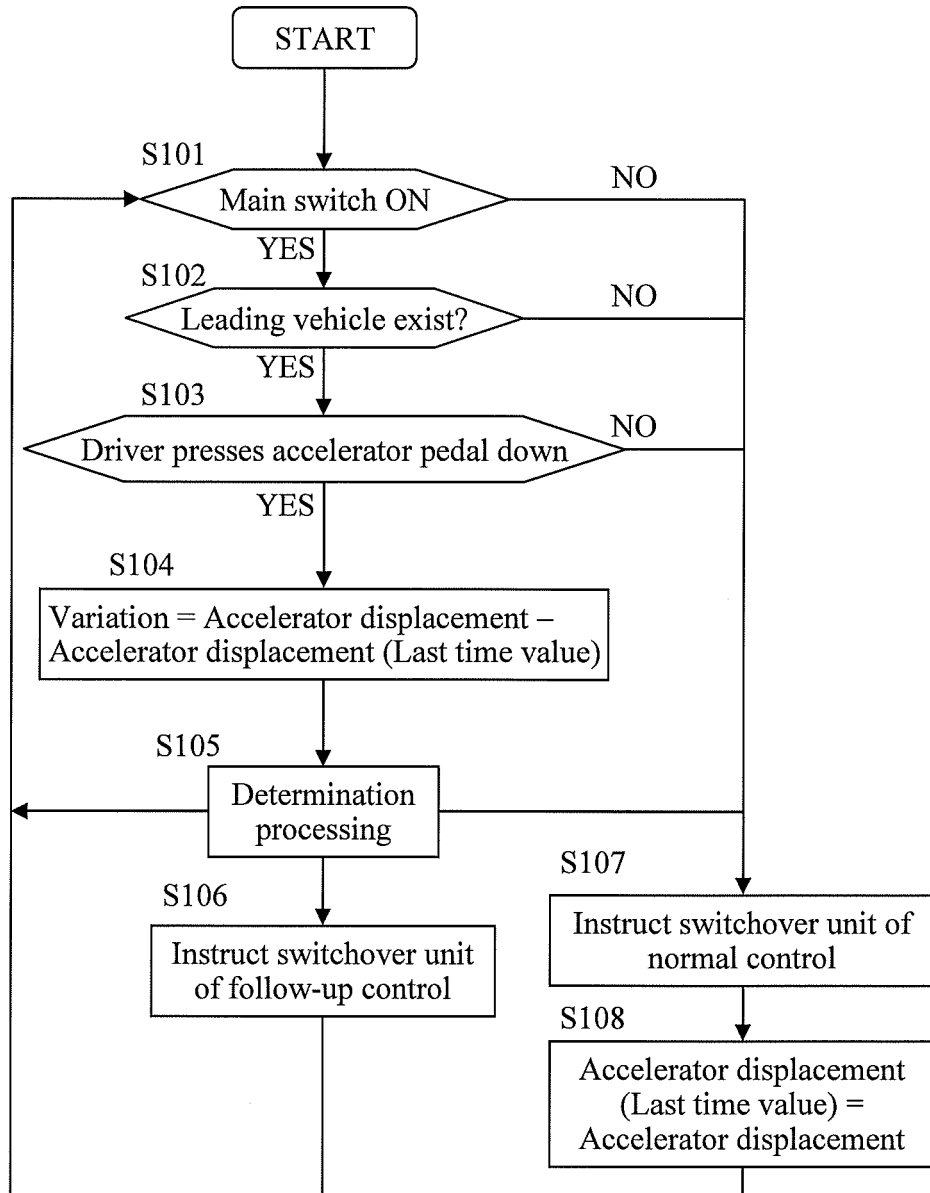 START
S101
Main switch ON
NO
YES
S102
Leading vehicle exist?
NO
YES
S103
Driver presses accelerator pedal down
NO
YES
S104
Variation = Accelerator displacement –
Accelerator displacement (Last time value)
S105
Determination
processing
S106
Instruct switchover unit
of follow-up control
S107
Instruct switchover unit of
normal control
S108
Accelerator displacement
(Last time value) =
Accelerator displacement